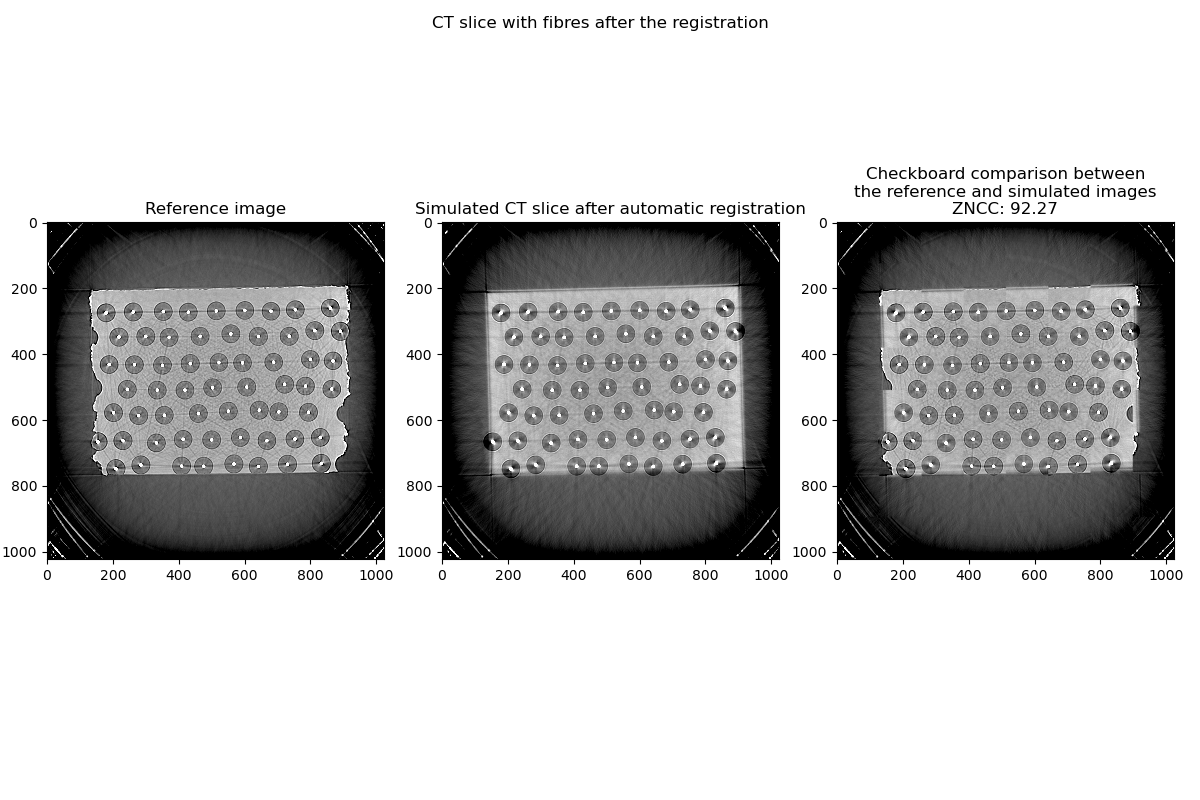 CT slice with fibres after the registration
Checkboard comparison between
the reference and simulated images
ZNCC: 92.27
Reference image
Simulated CT slice after automatic registration
0
200
400
600
800
1000
0 200 400 600 800 1000
0
200
400
600
800
1000
0 200 400 600 800 1000
0
200
400
600
800
1000
0 200 400 600 800 1000